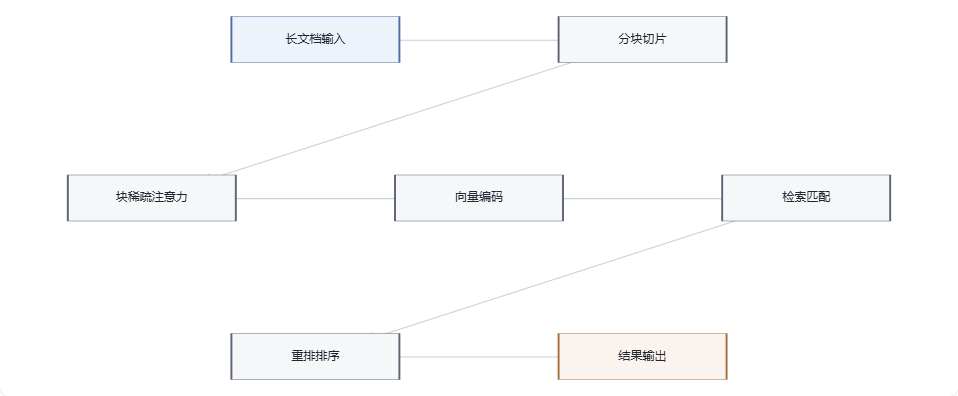 长文档输入
分块切片
块稀疏注意力
向量编码
检索匹配
重排排序
结果输出